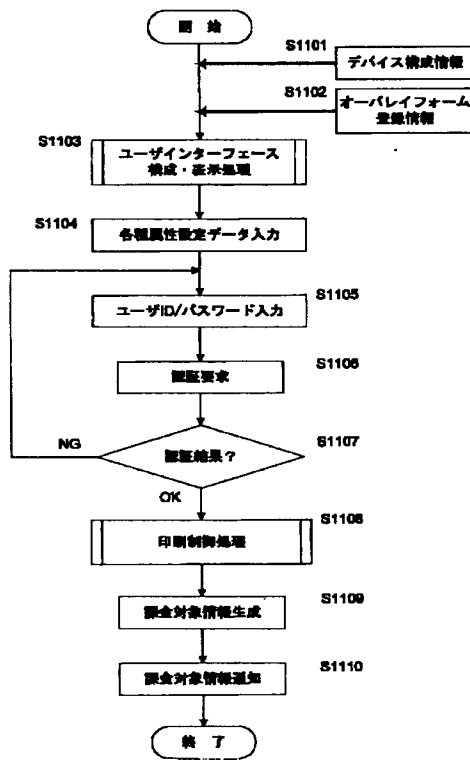 開 始
S1101
デバイス構成情報
S1102
オーバレイフォーム
登録情報
S1103
ユーザインターフェース
構成・表示処理
S1104
各種属性設定データ入力
S1105
ユーザID/パスワード入力
S1106
認証要求
S1107
認証結果？
NG
OK
S1108
印刷制御処理
S1109
課金対象情報生成
S1110
課金対象情報通知
終 了